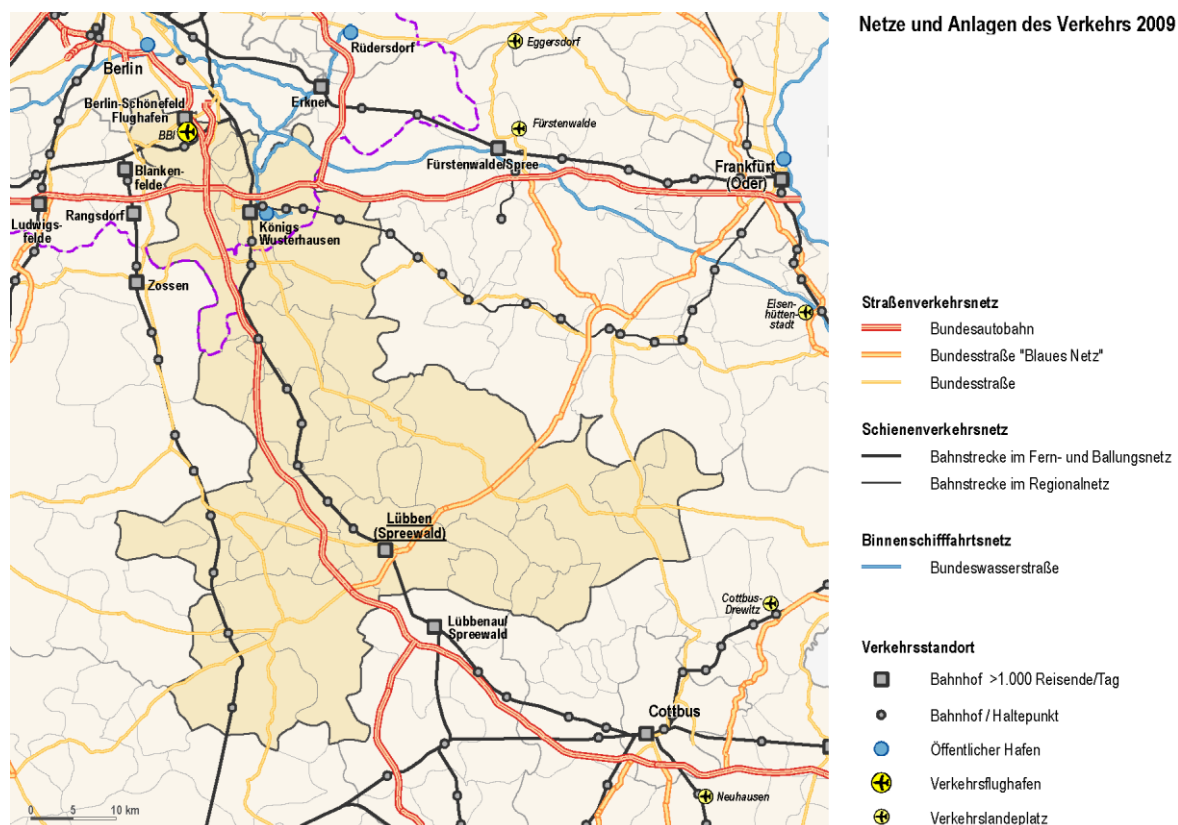 Netze und Anlagen des Verkehrs 2009
Rüdersdorf
Eggersdorf
Berlin
Erkner
Berlin-Schönefeld
Flughafen
BBI
Fürstenwalde
Fürstenwalde/Spree
Frankfurt
(Oder)
Blanken-
felde
Ludwigs-
felde
Rangsdorf
Königs
Wusterhausen
Zossen
Eisen-
hütten-
stadt
Lübben
(Spreewald)
Lübbenau/
Spreewald
Cottbus-
Drewitz
Cottbus
Neuhausen
0 5 10 km
Straßenverkehrsnetz
Bundesautobahn
Bundesstraße "Blaues Netz"
Bundesstraße
Schienenverkehrsnetz
Bahnstrecke im Fern- und Ballungsnetz
Bahnstrecke im Regionalnetz
Binnenschifffahrtsnetz
Bundeswasserstraße
Verkehrsstandort
Bahnhof >1.000 Reisende/Tag
Bahnhof / Haltepunkt
Öffentlicher Hafen
Verkehrsflughafen
Verkehrslandeplatz